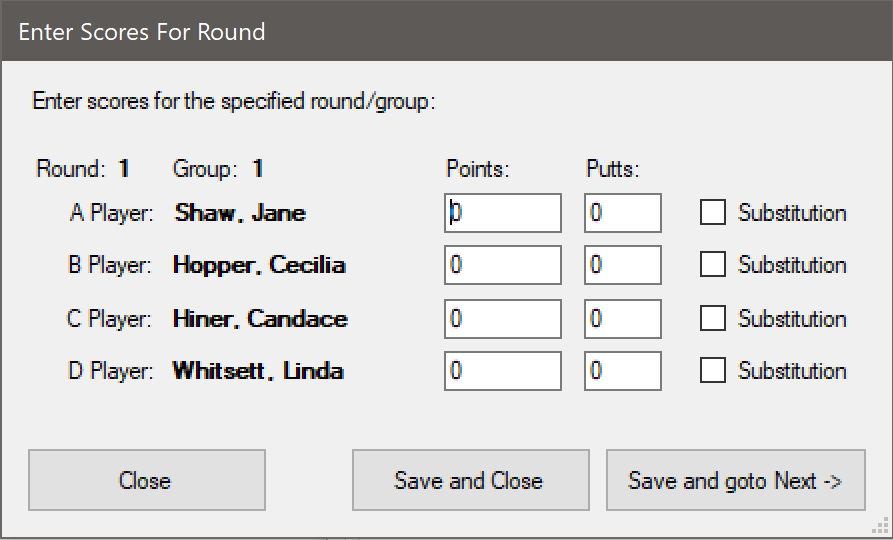 Enter Scores For Round
Enter scores for the specified round/group:
Round: 1 Group: 1 Points: Putts:
A Player: Shaw, Jane 0 0 Substitution
B Player: Hopper, Cecilia 0 0 Substitution
C Player: Hiner, Candace 0 0 Substitution
D Player: Whitsett, Linda 0 0 Substitution
Close Save and Close Save and goto Next ->